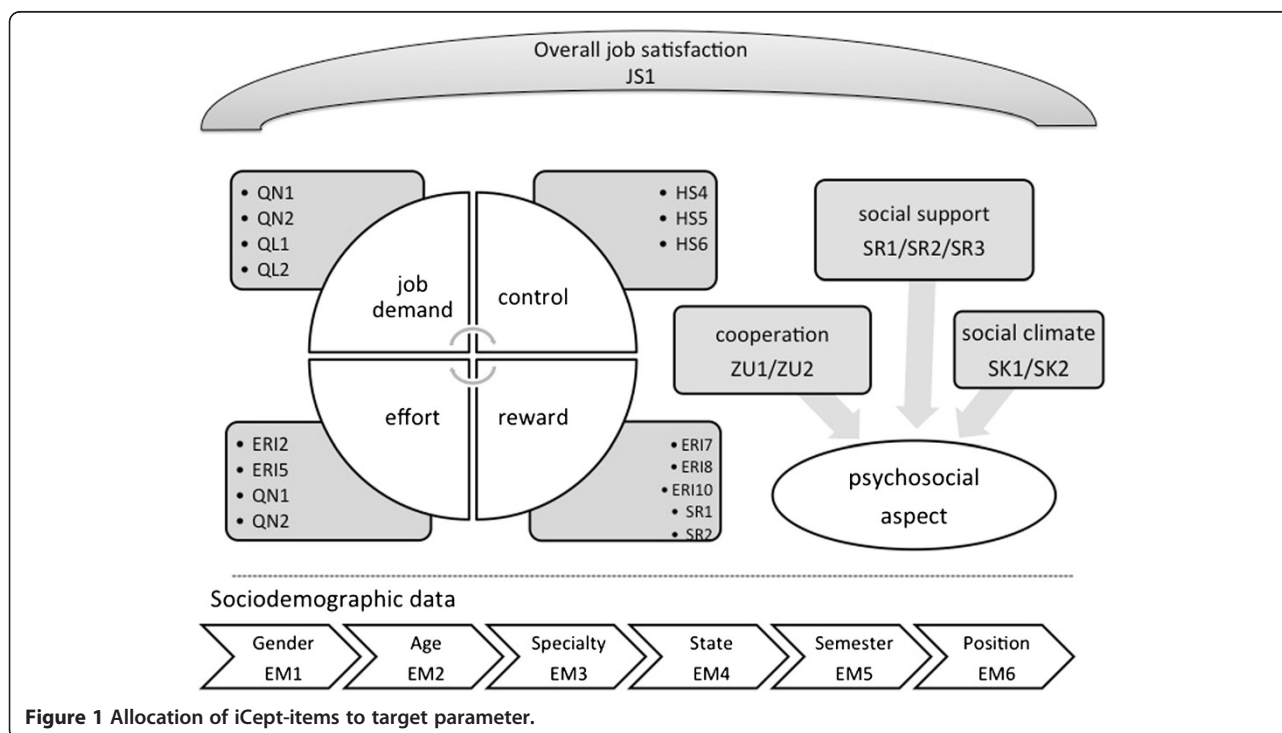 Overall job satisfaction
JS1
• QN1
• QN2
• QL1
• QL2
• HS4
• HS5
• HS6
job
demand
control
effort
reward
• ERI2
• ERI5
• QN1
• QN2
• ERI7
• ERI8
• ERI10
• SR1
• SR2
social support
SR1/SR2/SR3
cooperation
ZU1/ZU2
social climate
SK1/SK2
psychosocial
aspect
Sociodemographic data
Gender
EM1
Age
EM2
Specialty
EM3
State
EM4
Semester
EM5
Position
EM6
Figure 1 Allocation of iCept-items to target parameter.